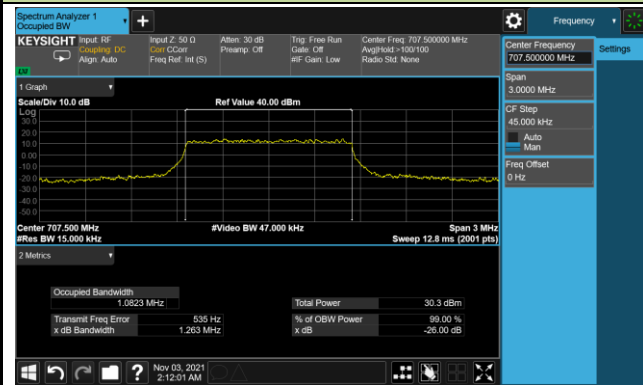 Spectrum Analyzer 1
Occupied BW
Frequency
KEYSIGHT
Input: RF
Coupling: DC
Align: Auto
Input Z: 50 Ω
Corr CCorr
Freq Ref: Int (S)
Atten: 30 dB
Preamp: Off
Trig: Free Run
Gate: Off
#IF Gain: Low
Center Freq: 707.500000 MHz
Avg|Hold:>100/100
Radio Std: None
LXI
Center Frequency
707.500000 MHz
Settings
Span
3.0000 MHz
CF Step
45.000 kHz
Auto
Man
Freq Offset
0 Hz
1 Graph
Scale/Div 10.0 dB
Ref Value 40.00 dBm
Log
30.0
20.0
10.0
0.00
-10.0
-20.0
-30.0
-40.0
-50.0
Center 707.500 MHz
#Video BW 47.000 kHz
Span 3 MHz
#Res BW 15.000 kHz
Sweep 12.8 ms (2001 pts)
2 Metrics
Occupied Bandwidth
1.0823 MHz
Total Power 30.3 dBm
Transmit Freq Error 535 Hz
% of OBW Power 99.00 %
x dB Bandwidth 1.263 MHz
x dB -26.00 dB
?
Nov 03, 2021
2:12:01 AM